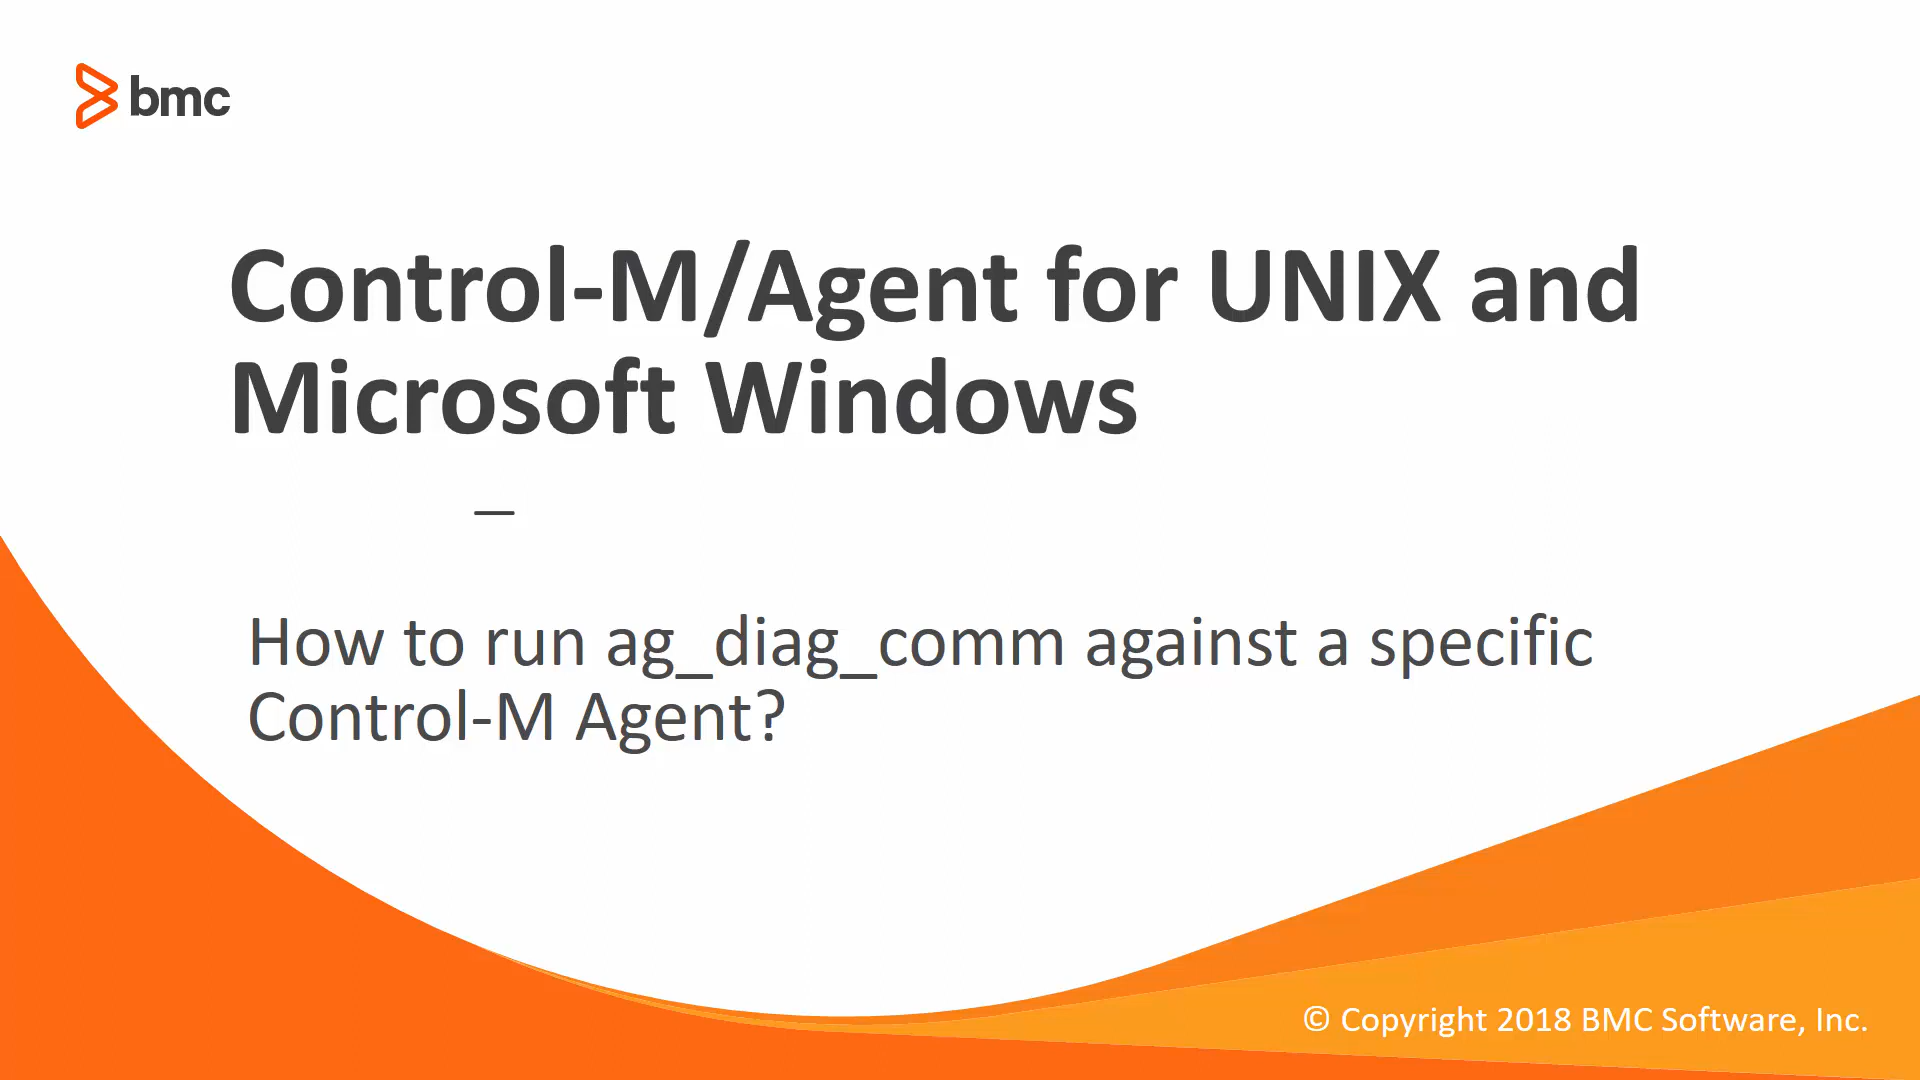 bmc
Control-M/Agent for UNIX and
Microsoft Windows
—
How to run ag_diag_comm against a specific
Control-M Agent?
© Copyright 2018 BMC Software, Inc.